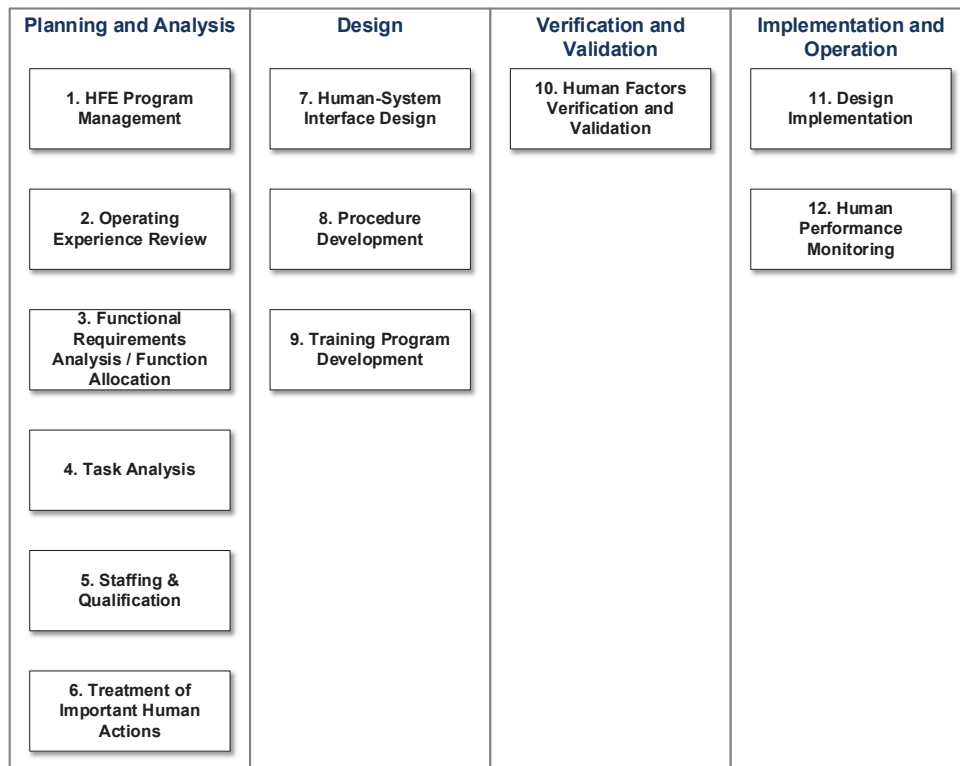 Planning and Analysis
1. HFE Program
Management
2. Operating
Experience Review
3. Functional
Requirements
Analysis / Function
Allocation
4. Task Analysis
5. Staffing &
Qualification
6. Treatment of
Important Human
Actions
Design
7. Human-System
Interface Design
8. Procedure
Development
9. Training Program
Development
Verification and
Validation
10. Human Factors
Verification and
Validation
Implementation and
Operation
11. Design
Implementation
12. Human
Performance
Monitoring